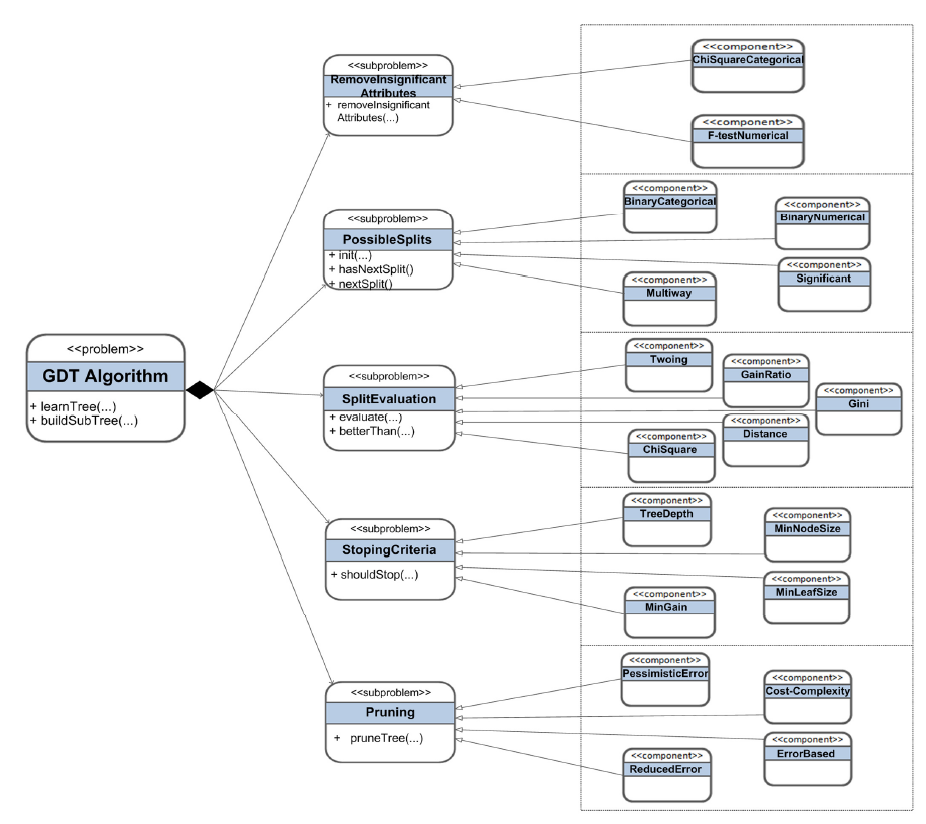 <<problem>>
GDT Algorithm
+ learnTree(...)
+ buildSubTree(...)
<<subproblem>>
RemoveInsignificant
Attributes
+ removeInsignificant
Attributes(...)
<<component>>
ChiSquareCategorical
<<component>>
F-testNumerical
<<subproblem>>
PossibleSplits
+ init(...)
+ hasNextSplit()
+ nextSplit()
<<component>>
BinaryCategorical
<<component>>
BinaryNumerical
<<component>>
Significant
<<component>>
Multiway
<<subproblem>>
SplitEvaluation
+ evaluate(...)
+ betterThan(...)
<<component>>
Twoing
<<component>>
GainRatio
<<component>>
Gini
<<component>>
Distance
<<component>>
ChiSquare
<<subproblem>>
StopingCriteria
+ shouldStop(...)
<<component>>
TreeDepth
<<component>>
MinNodeSize
<<component>>
MinLeafSize
<<component>>
MinGain
<<subproblem>>
Pruning
+ pruneTree(...)
<<component>>
PessimisticError
<<component>>
Cost-Complexity
<<component>>
ErrorBased
<<component>>
ReducedError